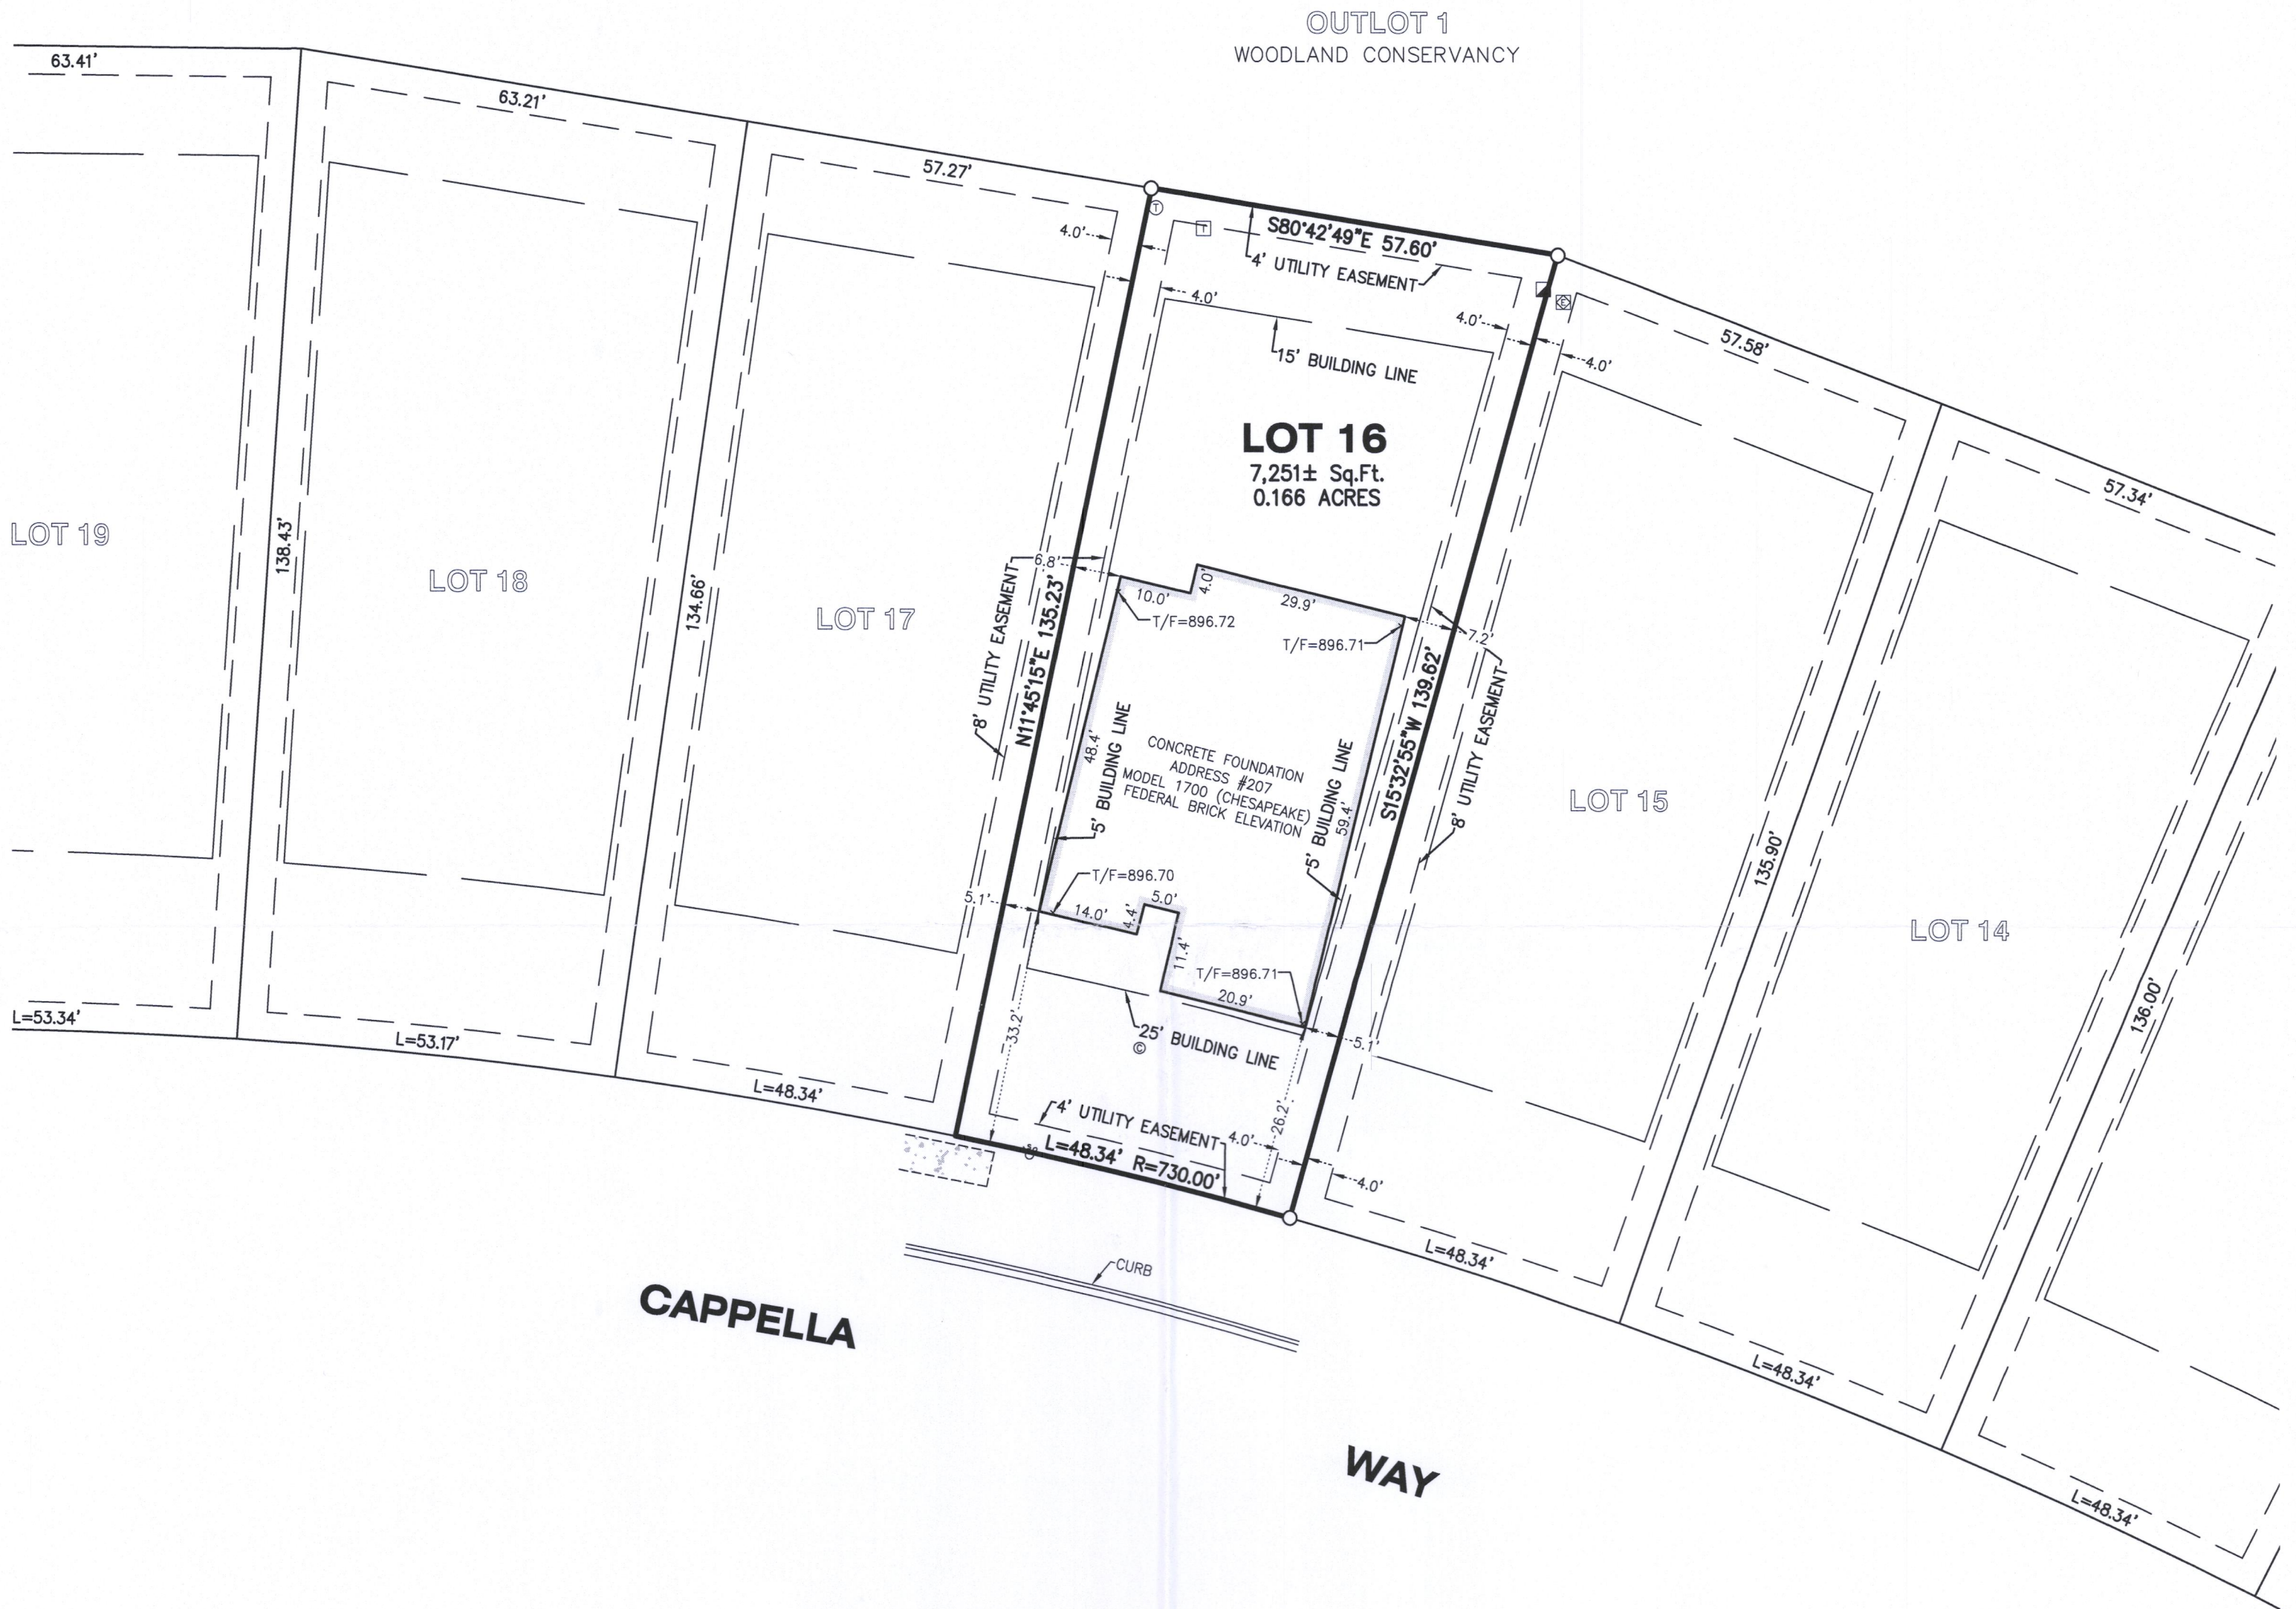 OUTLOT 1
WOODLAND CONSERVANCY
63.41'
63.21'
57.27'
S80°42'49"E 57.60'
4' UTILITY EASEMENT
4.0'
4.0'
4.0'
4.0'
15' BUILDING LINE
57.58'
57.34'
T
T
E
LOT 16
7,251± Sq.Ft.
0.166 ACRES
LOT 19
138.43'
LOT 18
134.66'
LOT 17
8' UTILITY EASEMENT
N11°45'15"E 135.23'
6.8'
10.0'
4.0'
29.9'
T/F=896.72
T/F=896.71
7.2'
S15°32'55"W 139.62'
8' UTILITY EASEMENT
48.4'
5' BUILDING LINE
CONCRETE FOUNDATION
ADDRESS #207
MODEL 1700 (CHESAPEAKE)
FEDERAL BRICK ELEVATION
5' BUILDING LINE
59.4'
LOT 15
135.90'
LOT 14
136.00'
T/F=896.70
5.1'
14.0'
4.4'
5.0'
11.4'
T/F=896.71
20.9'
33.2'
25' BUILDING LINE
C
5.1'
26.2'
4' UTILITY EASEMENT
4.0'
4.0'
L=53.34'
L=53.17'
L=48.34'
L=48.34' R=730.00'
L=48.34'
L=48.34'
L=48.34'
CURB
CAPPELLA
WAY